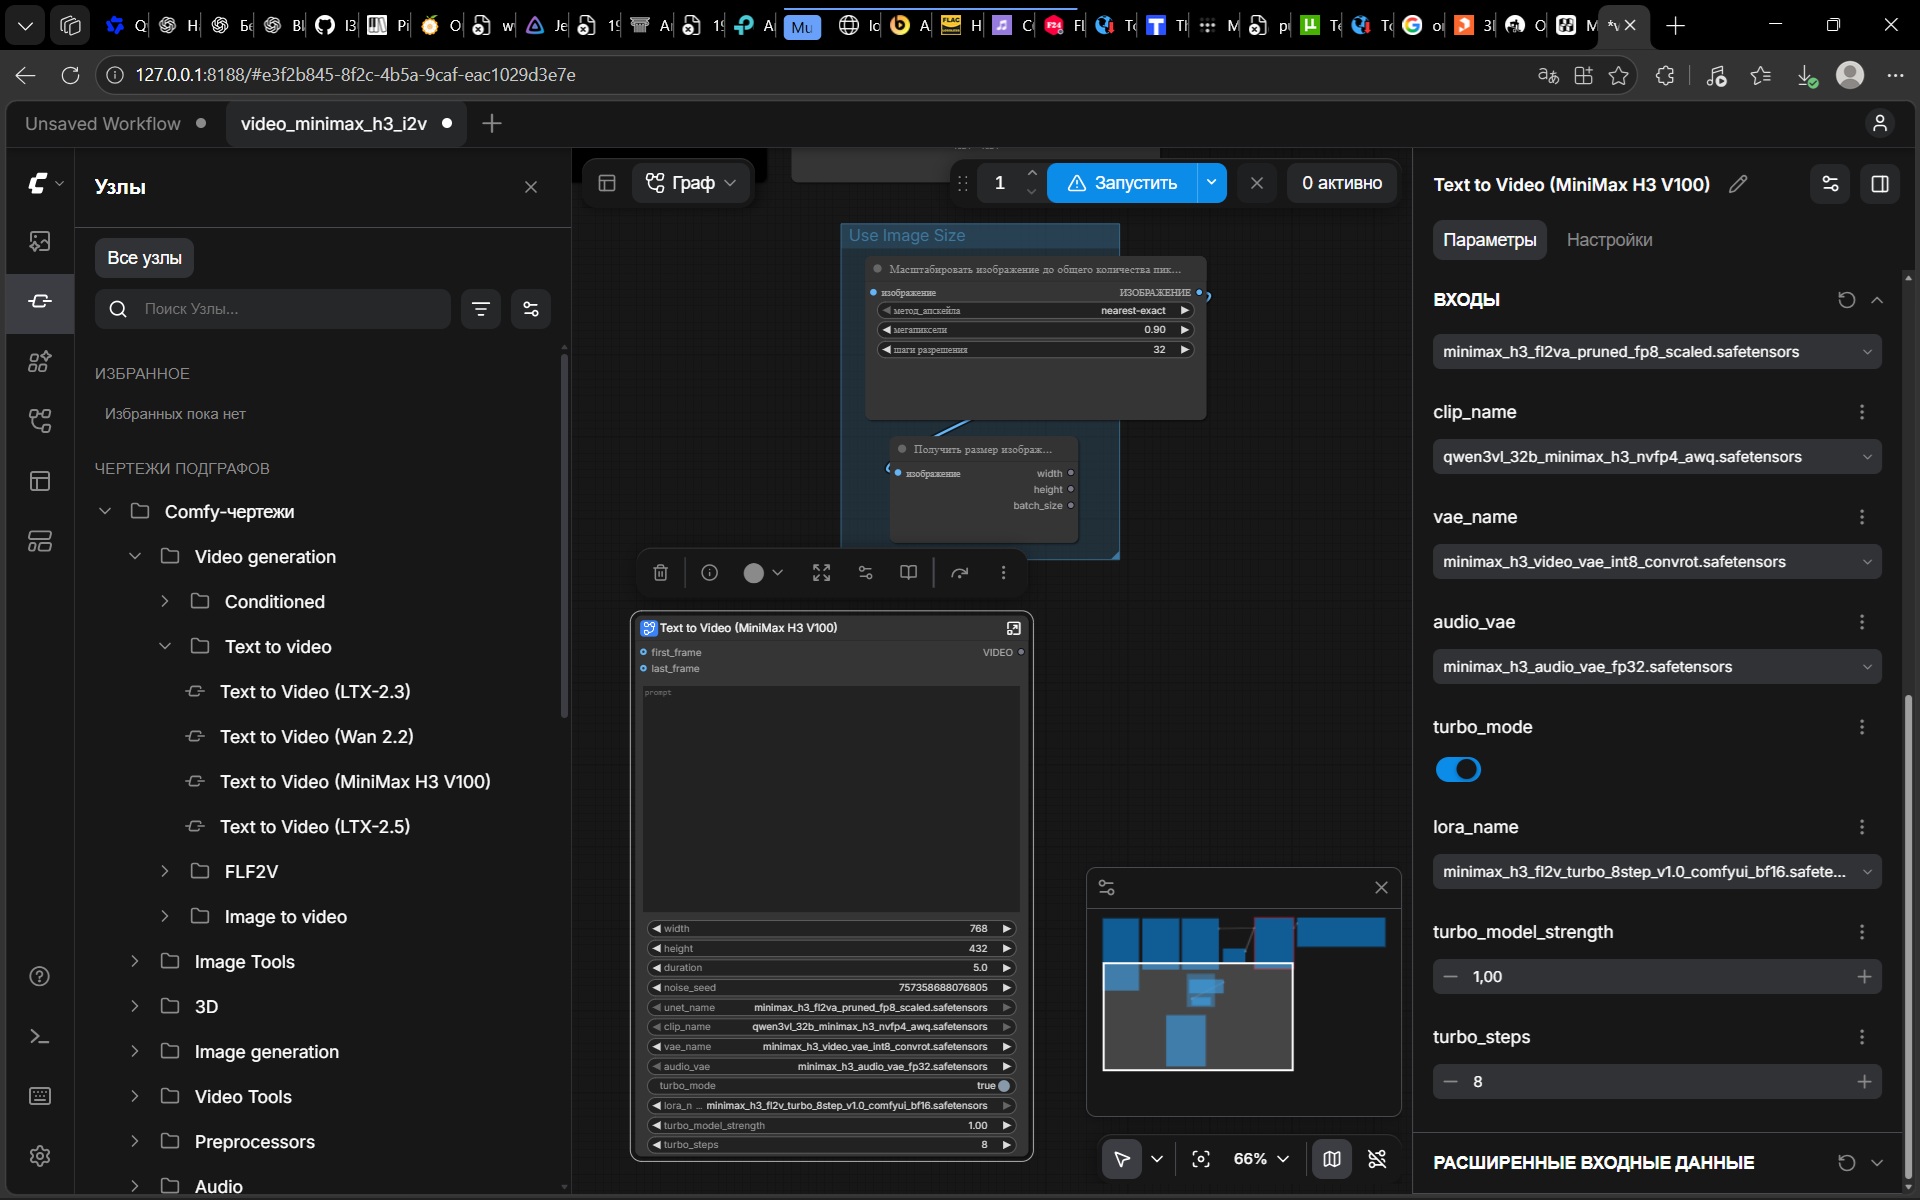 Mu
127.0.0.1:8188/#e3f2b845-8f2c-4b5a-9caf-eac1029d3e7e
Unsaved Workflow
video_minimax_h3_i2v
Узлы
Граф
1
Запустить
0 активно
Все узлы
Поиск Узлы...
ИЗБРАННОЕ
Избранных пока нет
ЧЕРТЕЖИ ПОДГРАФОВ
Comfy-чертежи
Video generation
Conditioned
Text to video
Text to Video (LTX-2.3)
Text to Video (Wan 2.2)
Text to Video (MiniMax H3 V100)
Text to Video (LTX-2.5)
FLF2V
Image to video
Image Tools
3D
Image generation
Video Tools
Preprocessors
Audio
Use Image Size
Масштабировать изображение до общего количества пик...
изображение
ИЗОБРАЖЕНИЕ
метод_апскейла nearest-exact
мегапиксели 0.90
шаги разрешения 32
Получить размер изображ...
изображение
width
height
batch_size
Text to Video (MiniMax H3 V100)
first_frame
VIDEO
last_frame
prompt
width 768
height 432
duration 5.0
noise_seed 757358688076805
unet_name minimax_h3_fl2va_pruned_fp8_scaled.safetensors
clip_name qwen3vl_32b_minimax_h3_nvfp4_awq.safetensors
vae_name minimax_h3_video_vae_int8_convrot.safetensors
audio_vae minimax_h3_audio_vae_fp32.safetensors
turbo_mode true
lora_n ... minimax_h3_fl2v_turbo_8step_v1.0_comfyui_bf16.safetensors
turbo_model_strength 1.00
turbo_steps 8
66%
Text to Video (MiniMax H3 V100)
Параметры
Настройки
ВХОДЫ
minimax_h3_fl2va_pruned_fp8_scaled.safetensors
clip_name
qwen3vl_32b_minimax_h3_nvfp4_awq.safetensors
vae_name
minimax_h3_video_vae_int8_convrot.safetensors
audio_vae
minimax_h3_audio_vae_fp32.safetensors
turbo_mode
lora_name
minimax_h3_fl2v_turbo_8step_v1.0_comfyui_bf16.safete...
turbo_model_strength
1,00
turbo_steps
8
РАСШИРЕННЫЕ ВХОДНЫЕ ДАННЫЕ